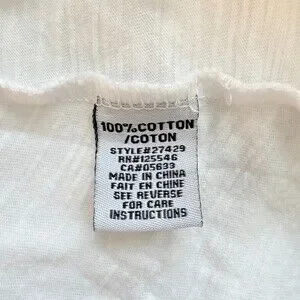 100%COTTON
/COTON
STYLE#27429
RN#125546
CA#05633
MADE IN CHINA
FAIT EN CHINE
SEE REVERSE
FOR CARE
INSTRUCTIONS